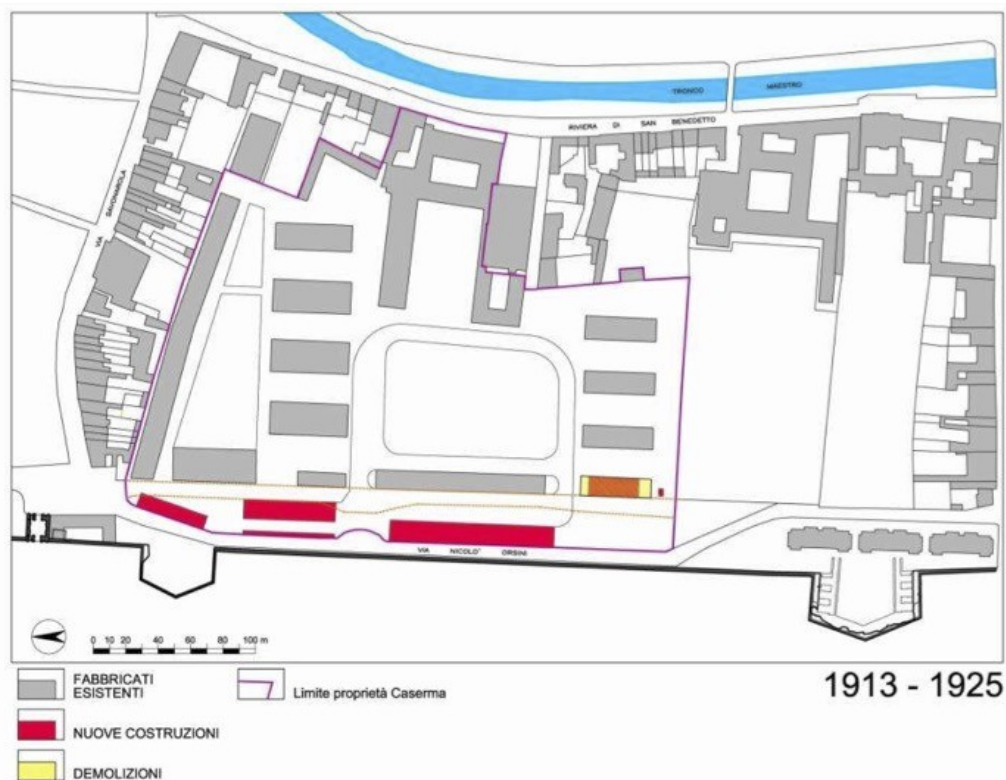 TRONCO MAESTRO
RIVIERA DI SAN BENEDETTO
VIA SAVONAROLA
VIA NICOLO' ORSINI
0 10 20 40 60 80 100 m
FABBRICATI
ESISTENTI
Limite proprietà Caserma
1913 - 1925
NUOVE COSTRUZIONI
DEMOLIZIONI